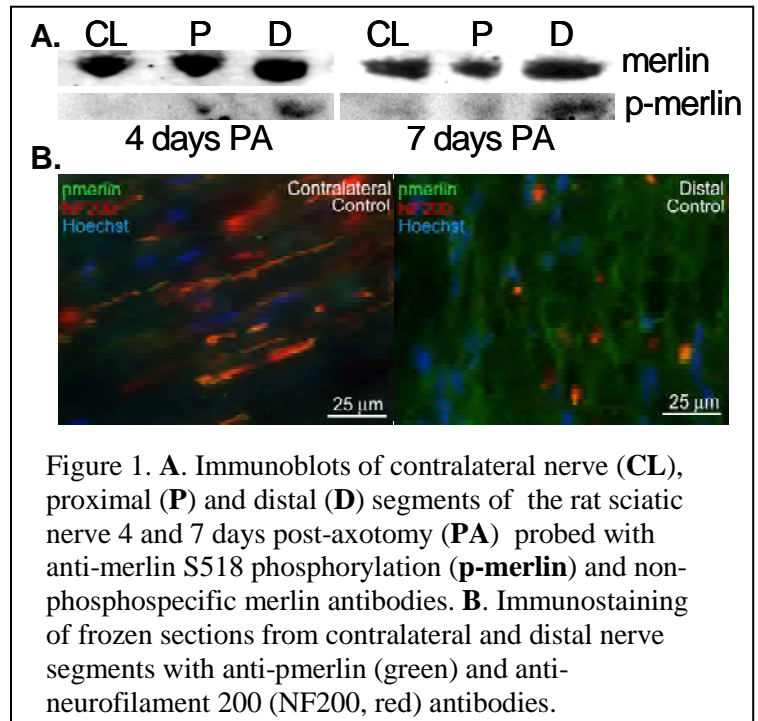 A. CL P D CL P D
merlin
p-merlin
4 days PA 7 days PA
B.
pmerlin Contralateral
NF200 Control
Hoechst
25 µm
pmerlin Distal
NF200 Control
Hoechst
25 µm
Figure 1. A. Immunoblots of contralateral nerve (CL),
proximal (P) and distal (D) segments of the rat sciatic
nerve 4 and 7 days post-axotomy (PA) probed with
anti-merlin S518 phosphorylation (p-merlin) and non-
phosphospecific merlin antibodies. B. Immunostaining
of frozen sections from contralateral and distal nerve
segments with anti-pmerlin (green) and anti-
neurofilament 200 (NF200, red) antibodies.